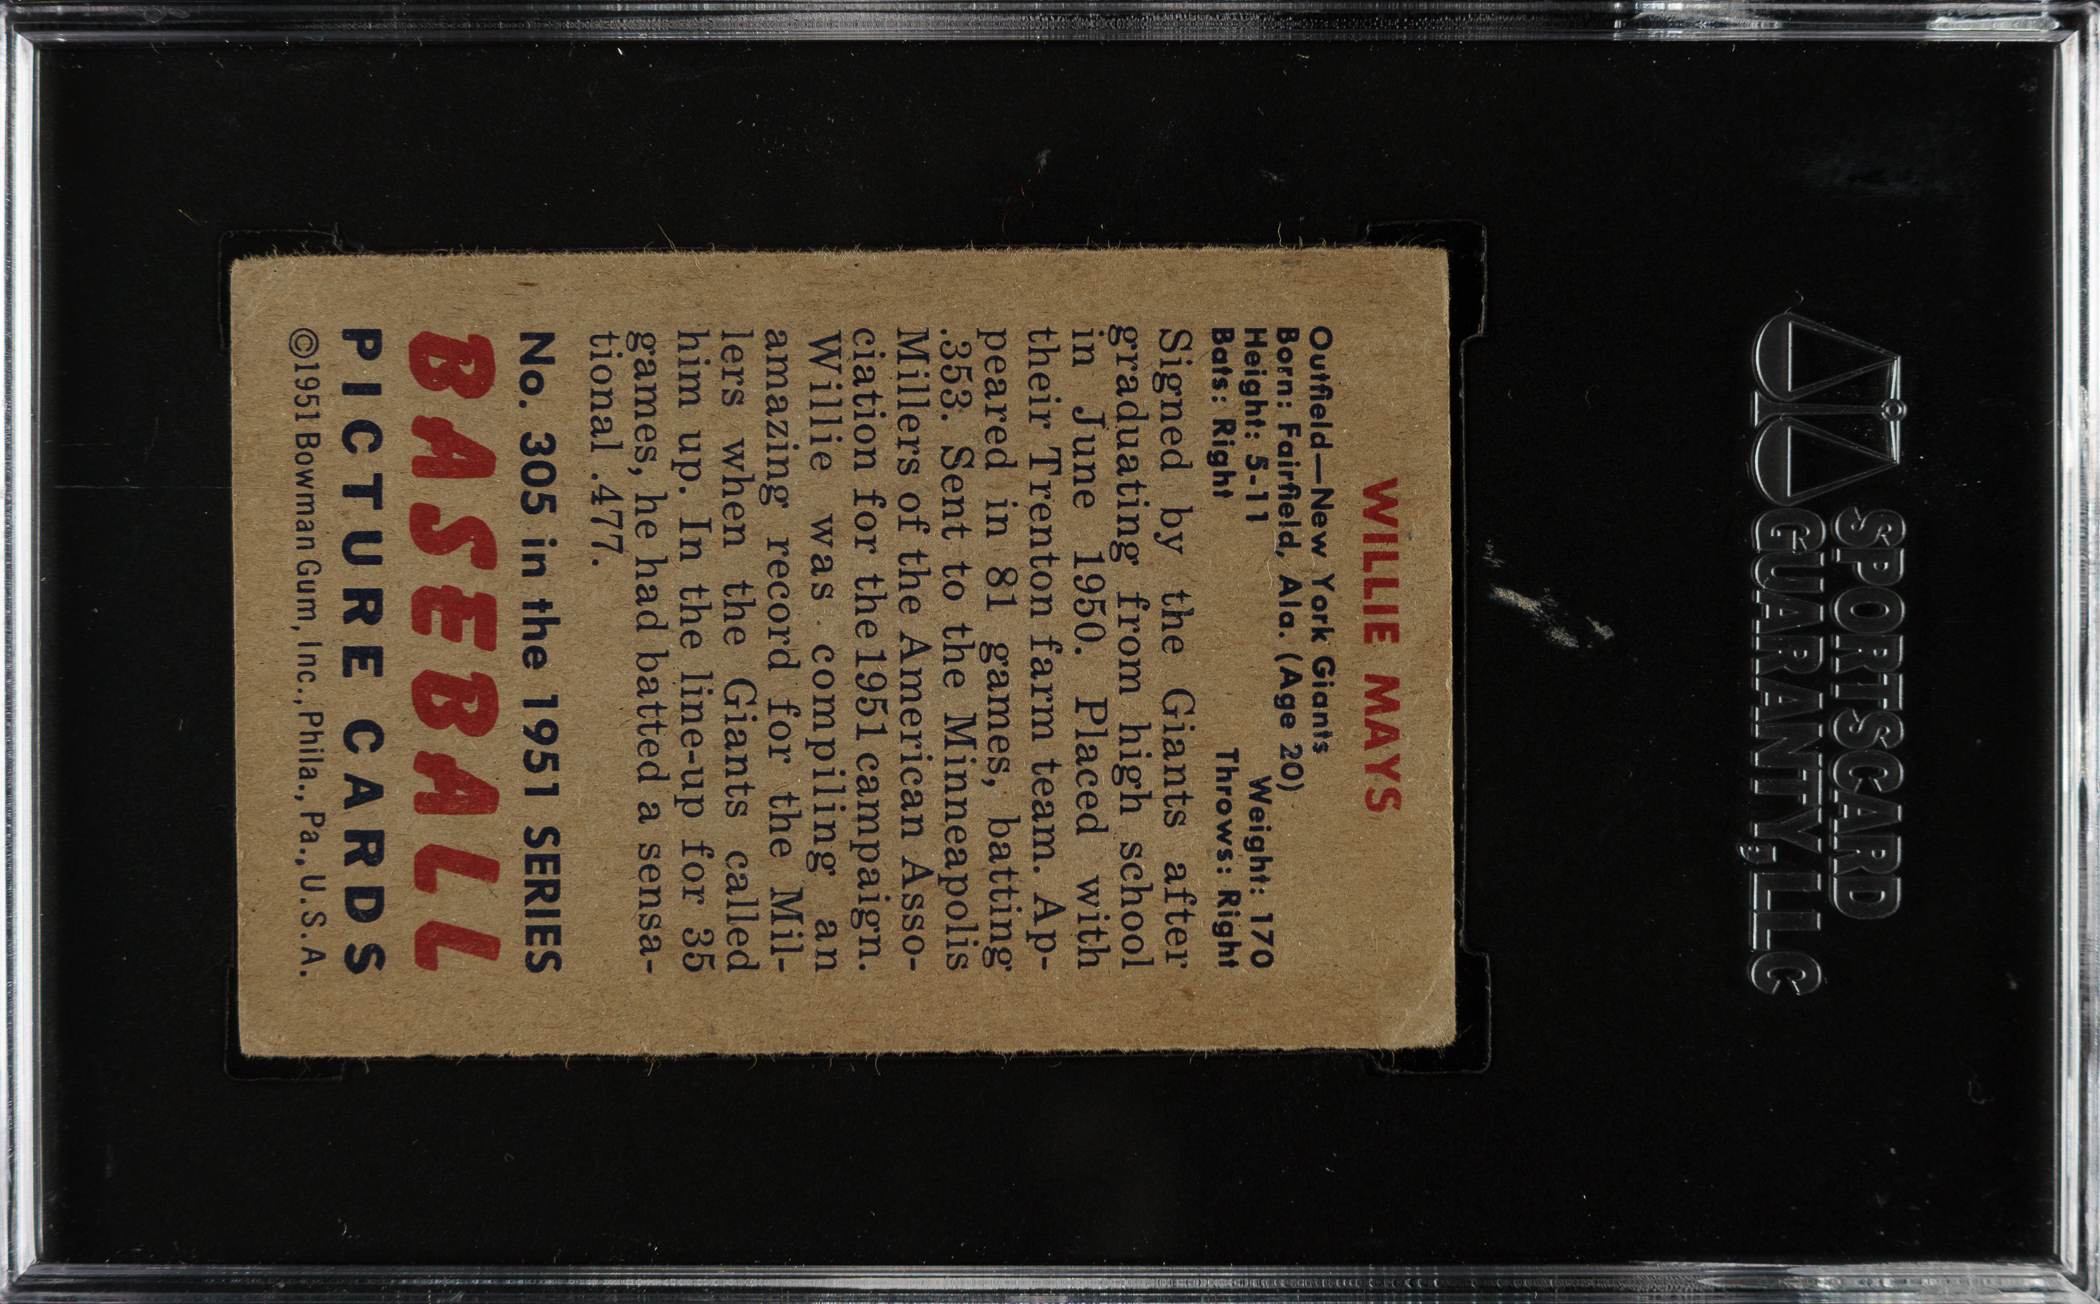 SPORTSCARD
GUARANTY, LLC
WILLIE MAYS
Outfield—New York Giants
Born: Fairfield, Ala. (Age 20)
Height: 5-11 Weight: 170
Bats: Right Throws: Right
Signed by the Giants after
graduating from high school
in June 1950. Placed with
their Trenton farm team. Ap-
peared in 81 games, batting
.353. Sent to the Minneapolis
Millers of the American Asso-
ciation for the 1951 campaign.
Willie was compiling an
amazing record for the Mil-
lers when the Giants called
him up. In the line-up for 35
games, he had batted a sensa-
tional .477.
No. 305 in the 1951 SERIES
BASEBALL
PICTURE CARDS
©1951 Bowman Gum, Inc., Phila., Pa., U.S.A.